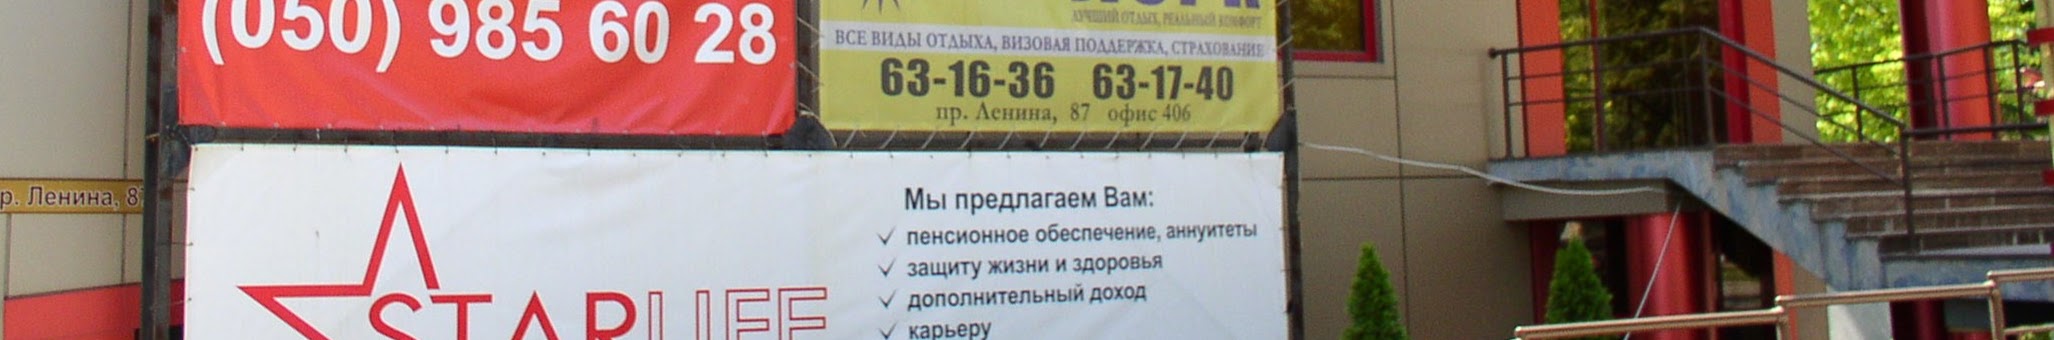 (050) 985 60 28
ЛУЧШИЙ ОТДЫХ, РЕАЛЬНЫЙ КОМФОРТ
ВСЕ ВИДЫ ОТДЫХА, ВИЗОВАЯ ПОДДЕРЖКА, СТРАХОВАНИЕ
63-16-36 63-17-40
пр. Ленина, 87 офис 406
р. Ленина, 87
STARLIFE
Мы предлагаем Вам:
✓ пенсионное обеспечение, аннуитеты
✓ защиту жизни и здоровья
✓ дополнительный доход
✓ карьеру